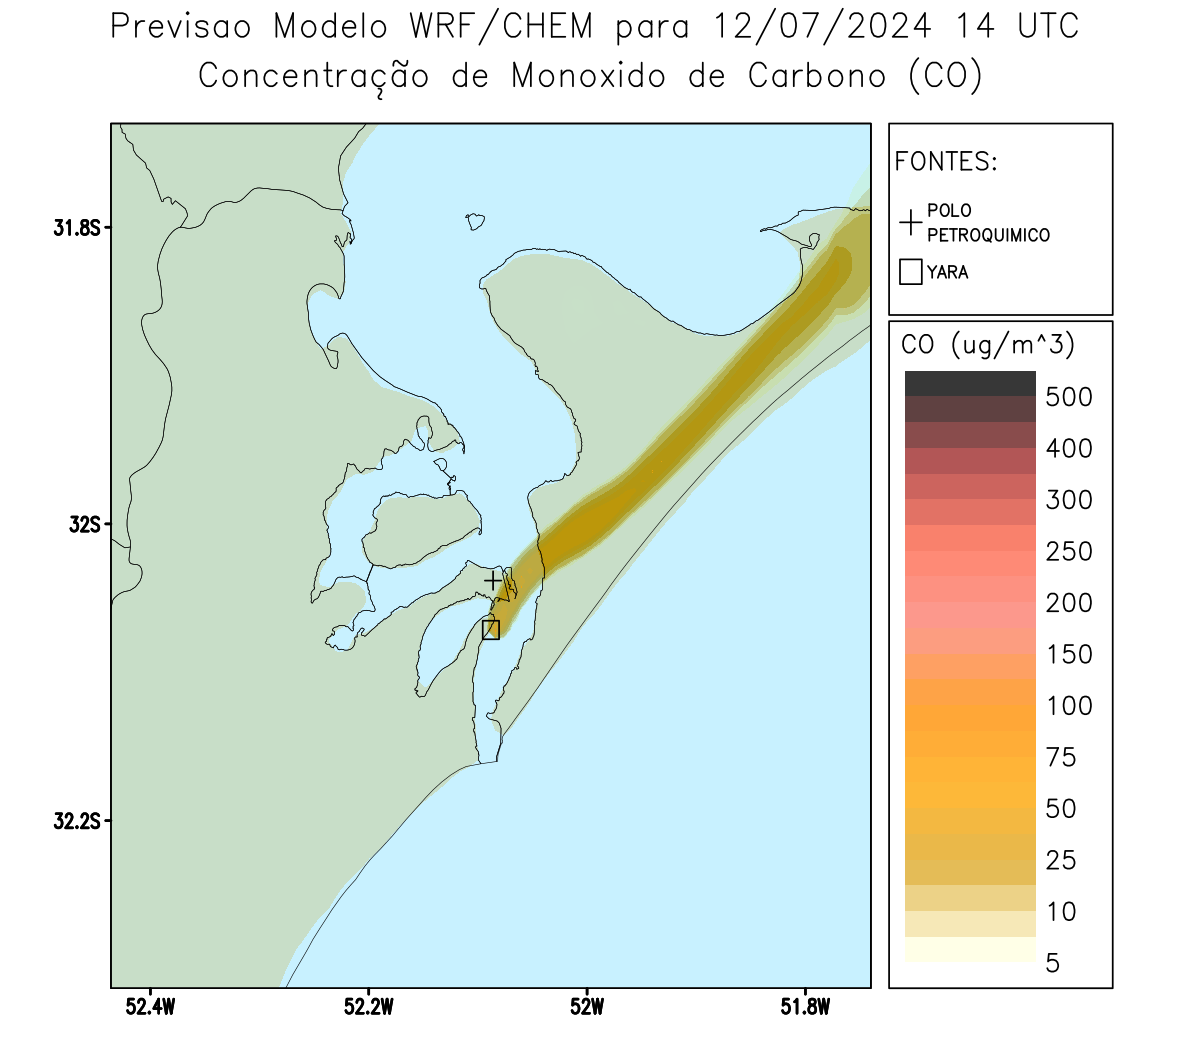 Previsao Modelo WRF/CHEM para 12/07/2024 14 UTC
Concentração de Monoxido de Carbono (CO)
FONTES:
POLO
PETROQUIMICO
YARA
CO (ug/m^3)
500
400
300
250
200
150
100
75
50
25
10
5
31.8S
32S
32.2S
52.4W
52.2W
52W
51.8W